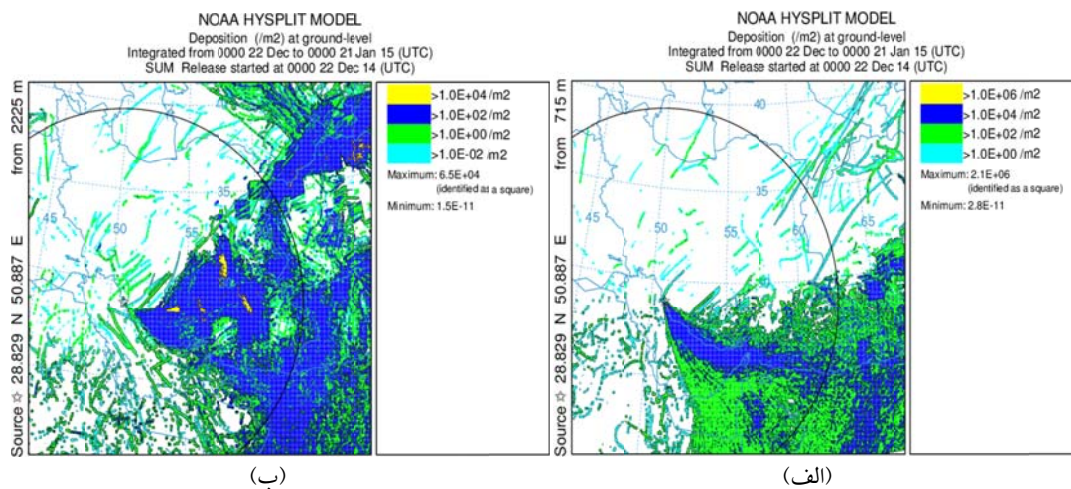 NOAA HYSPLIT MODEL
Deposition (/m2) at ground-level
Integrated from 0000 22 Dec to 0000 21 Jan 15 (UTC)
SUM Release started at 0000 22 Dec 14 (UTC)
Source ☆ 28.829 N 50.887 E from 2225 m
45
50
55
35
>1.0E+04 /m2
>1.0E+02 /m2
>1.0E+00 /m2
>1.0E-02 /m2
Maximum: 6.5E+04
(identified as a square)
Minimum: 1.5E-11
(ب)
NOAA HYSPLIT MODEL
Deposition (/m2) at ground-level
Integrated from 0000 22 Dec to 0000 21 Jan 15 (UTC)
SUM Release started at 0000 22 Dec 14 (UTC)
Source ☆ 28.829 N 50.887 E from 715 m
40
35
45
50
55
60
65
>1.0E+06 /m2
>1.0E+04 /m2
>1.0E+02 /m2
>1.0E+00 /m2
Maximum: 2.1E+06
(identified as a square)
Minimum: 2.8E-11
(الف)